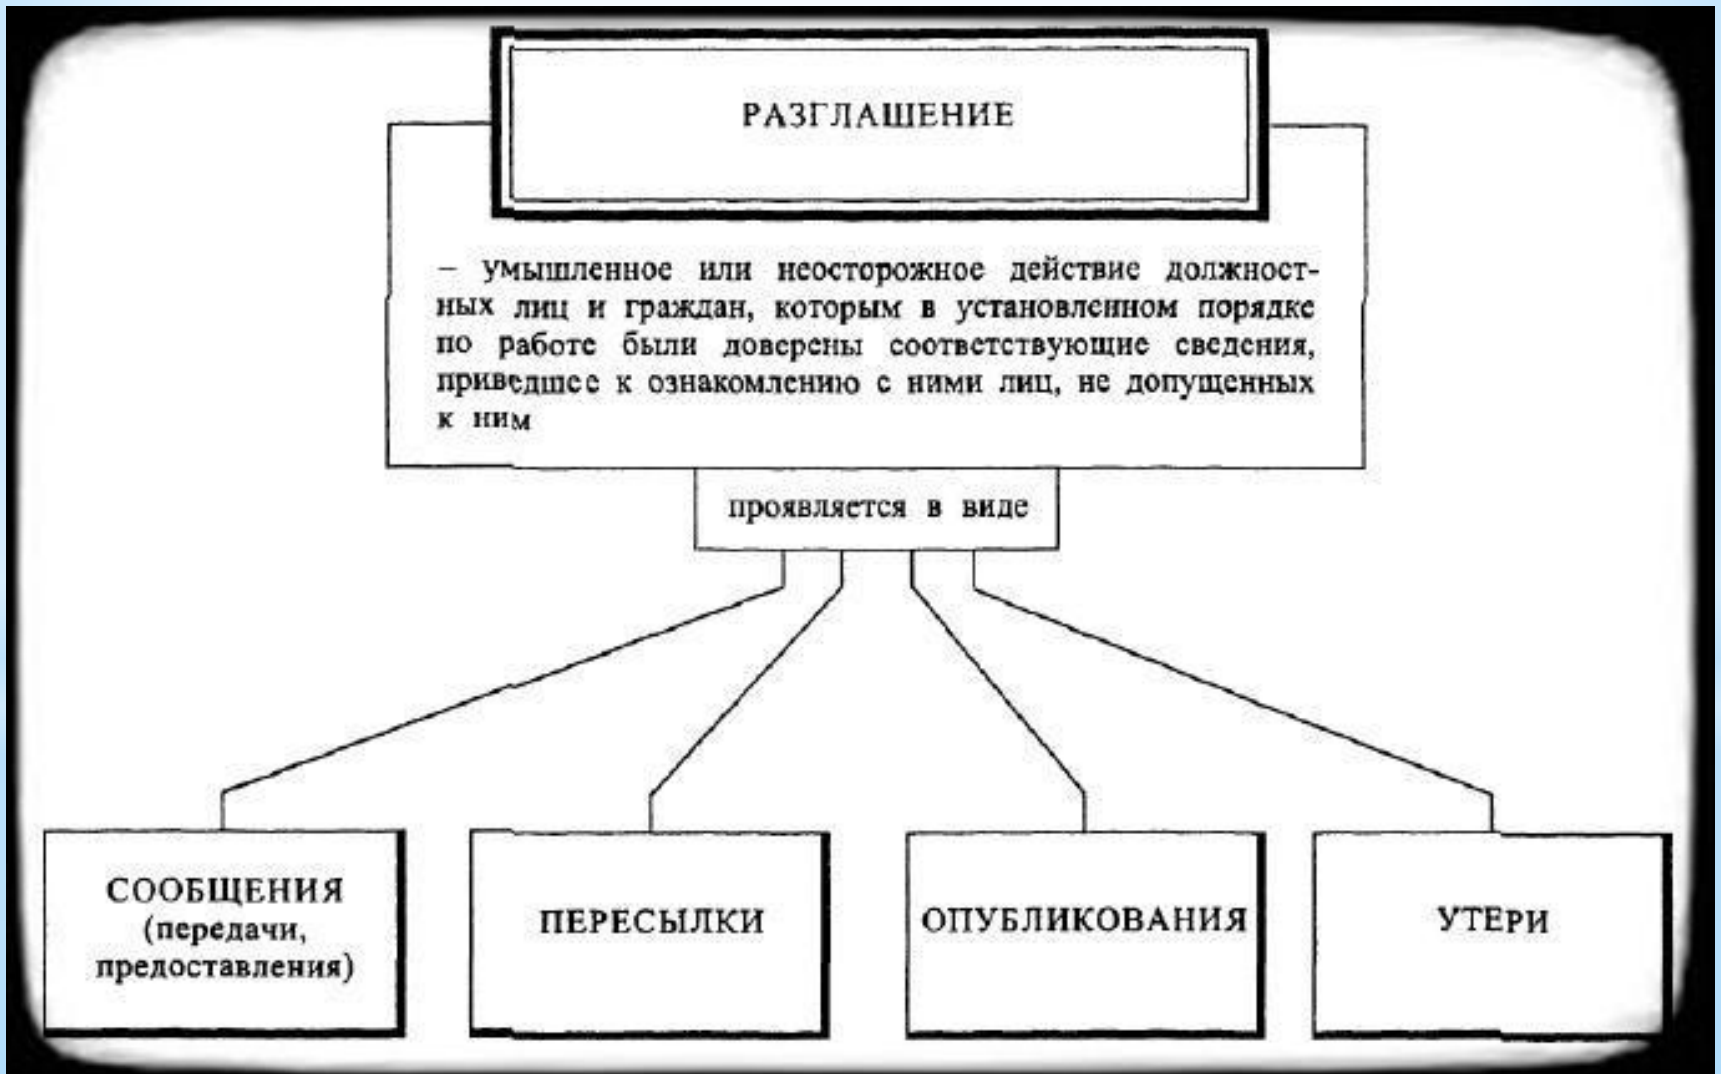 РАЗГЛАШЕНИЕ
– умышленное или неосторожное действие должност-
ных лиц и граждан, которым в установленном порядке
по работе были доверены соответствующие сведения,
приведшее к ознакомлению с ними лиц, не допущенных
к ним
проявляется в виде
СООБЩЕНИЯ
(передачи,
предоставления)
ПЕРЕСЫЛКИ
ОПУБЛИКОВАНИЯ
УТЕРИ